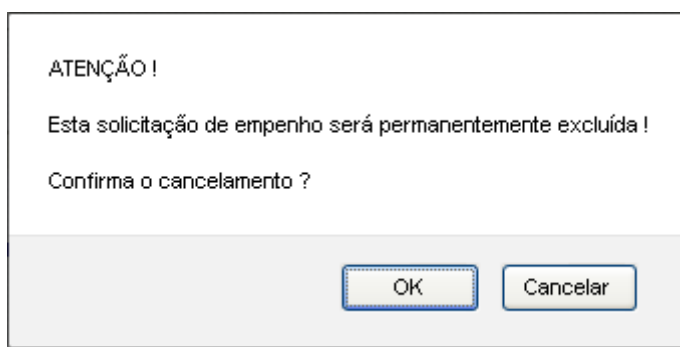 ATENÇÃO !
Esta solicitação de empenho será permanentemente excluída !
Confirma o cancelamento ?
OK Cancelar